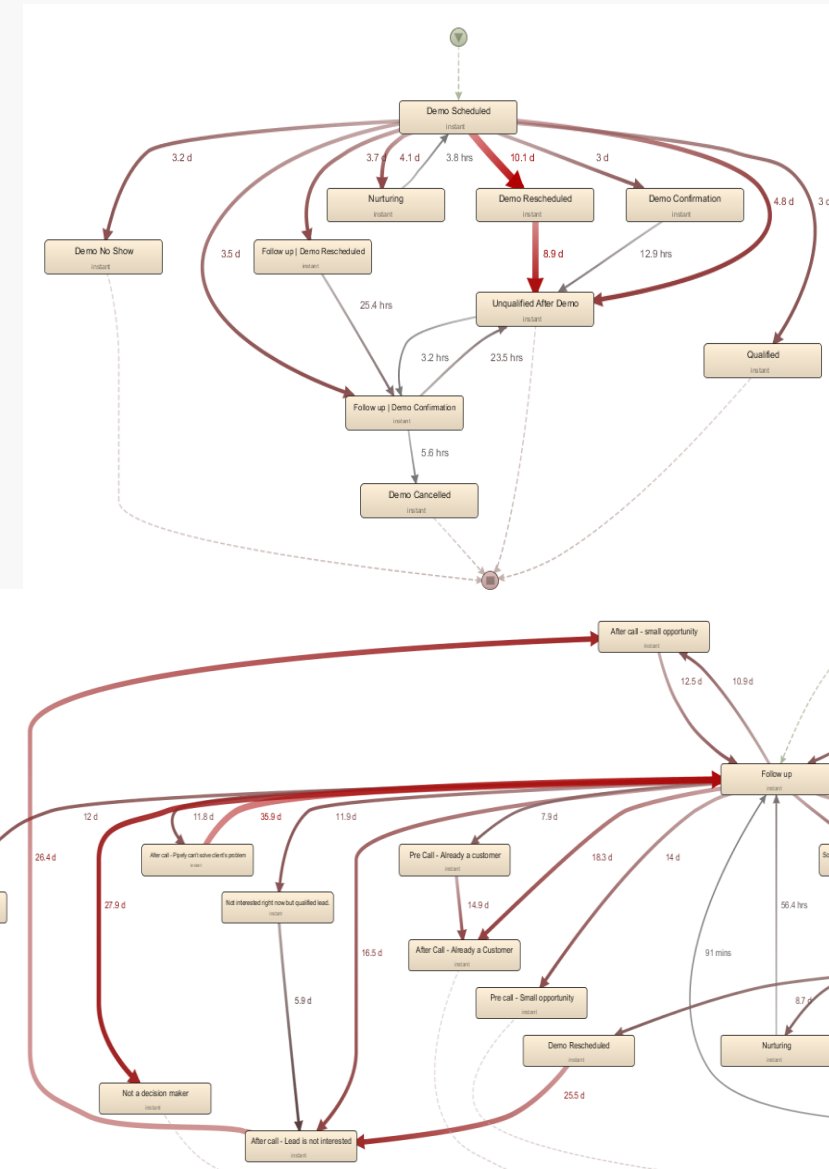 Demo Scheduled
instant
3.2 d
3.7 d
4.1 d
3.8 hrs
10.1 d
3 d
4.8 d
3 d
Nurturing
instant
Demo Rescheduled
instant
Demo Confirmation
instant
Demo No Show
instant
3.5 d
Follow up | Demo Rescheduled
instant
8.9 d
12.9 hrs
25.4 hrs
Unqualified After Demo
instant
3.2 hrs
23.5 hrs
Qualified
instant
Follow up | Demo Confirmation
instant
5.6 hrs
Demo Cancelled
instant
After call - small opportunity
instant
12.5 d
10.9 d
Follow up
instant
12 d
11.8 d
35.9 d
11.9 d
7.9 d
26.4 d
After call - Pipefy can't solve client's problem
instant
Pre Call - Already a customer
instant
18.3 d
14 d
27.9 d
Not interested right now but qualified lead.
instant
14.9 d
56.4 hrs
16.5 d
After Call - Already a Customer
instant
91 mins
5.9 d
Pre call - Small opportunity
instant
8.7 d
Demo Rescheduled
instant
Nurturing
instant
Not a decision maker
instant
25.5 d
After call - Lead is not interested
instant